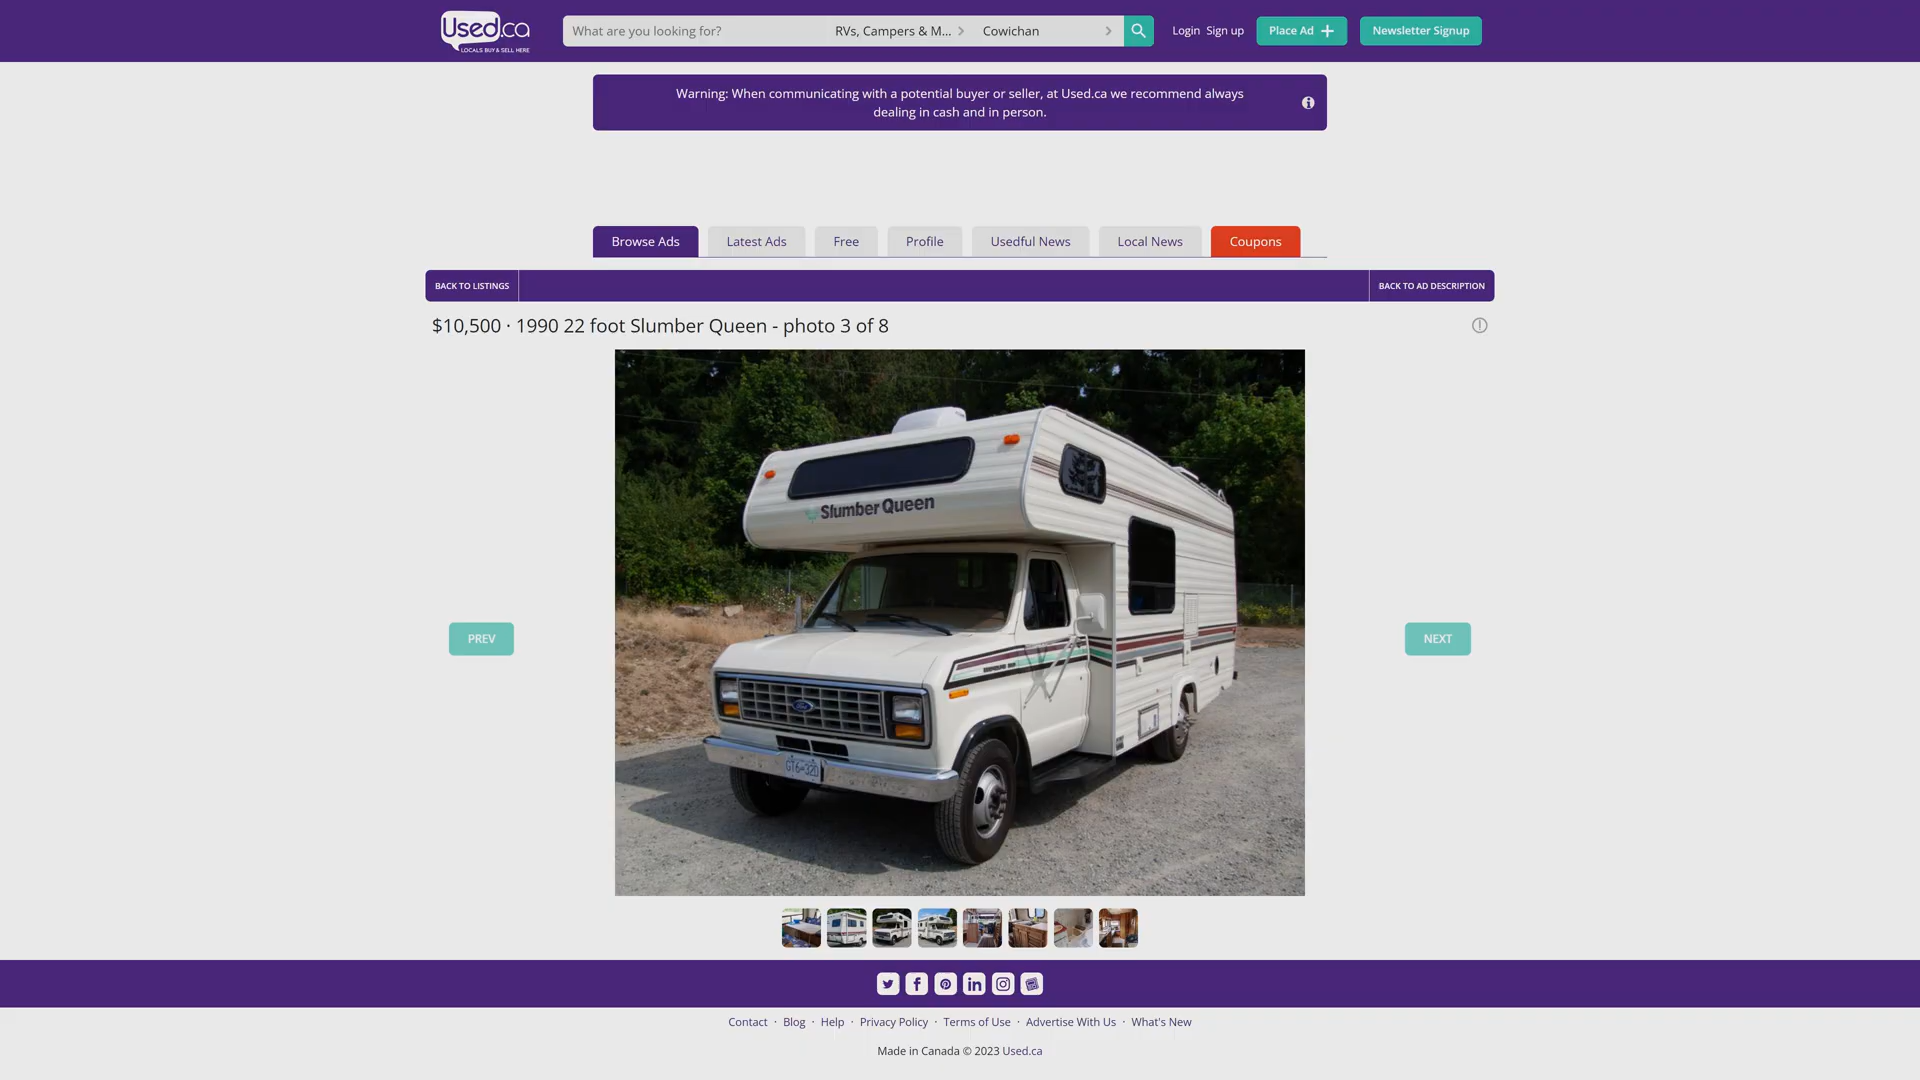 Used.ca
LOCALS BUY & SELL HERE
What are you looking for?
RVs, Campers & M...
Cowichan
Login
Sign up
Place Ad
Newsletter Signup
Warning: When communicating with a potential buyer or seller, at Used.ca we recommend always
dealing in cash and in person.
Browse Ads
Latest Ads
Free
Profile
Usedful News
Local News
Coupons
BACK TO LISTINGS
BACK TO AD DESCRIPTION
$10,500 · 1990 22 foot Slumber Queen - photo 3 of 8
Slumber Queen
PREV
NEXT
Ford
Contact · Blog · Help · Privacy Policy · Terms of Use · Advertise With Us · What's New
Made in Canada © 2023 Used.ca